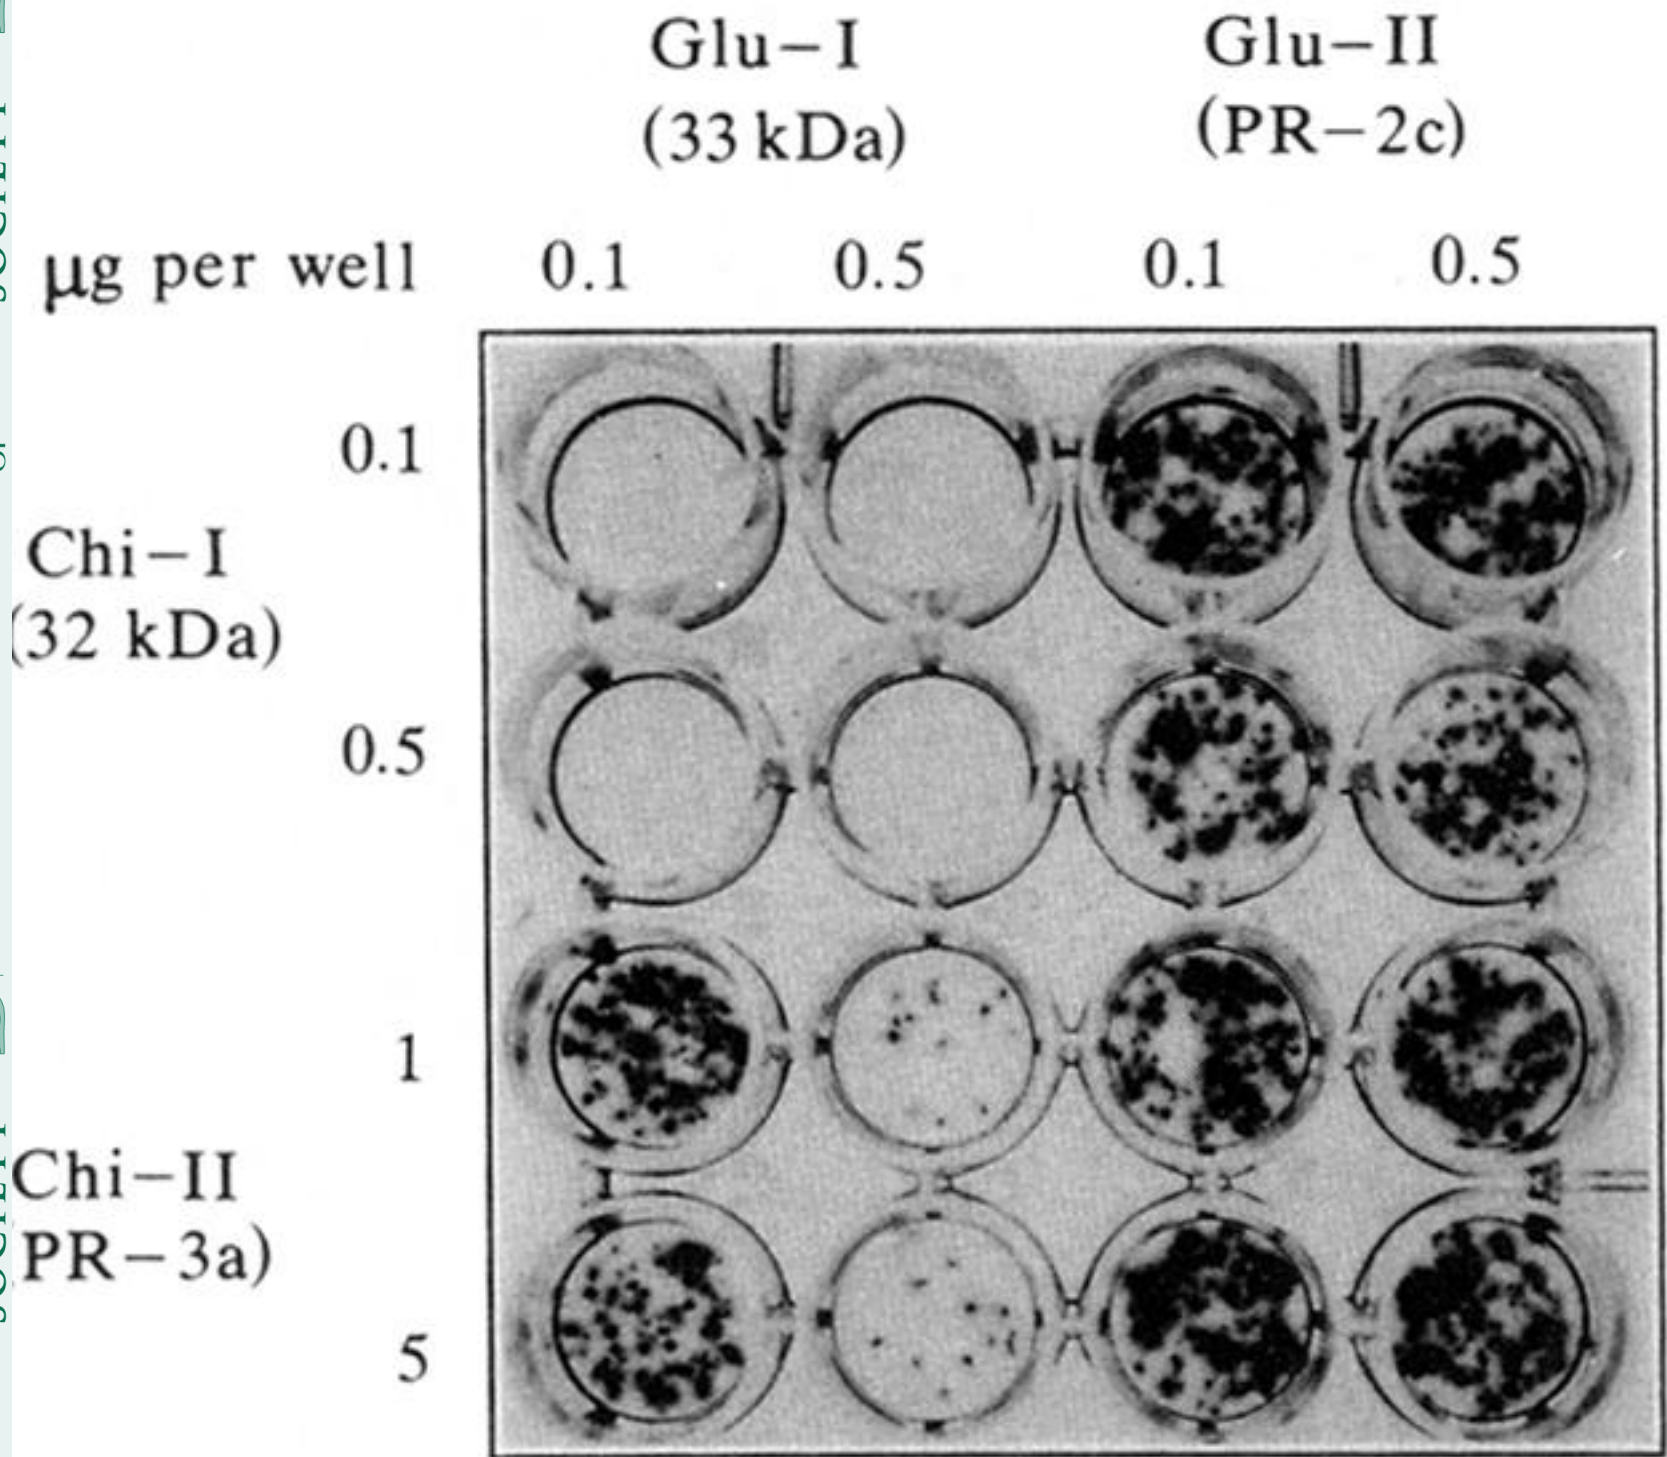 Glu-I Glu-II
(33 kDa) (PR-2c)
μg per well 0.1 0.5 0.1 0.5
0.1
Chi-I
(32 kDa)
0.5
1
Chi-II
PR-3a)
5